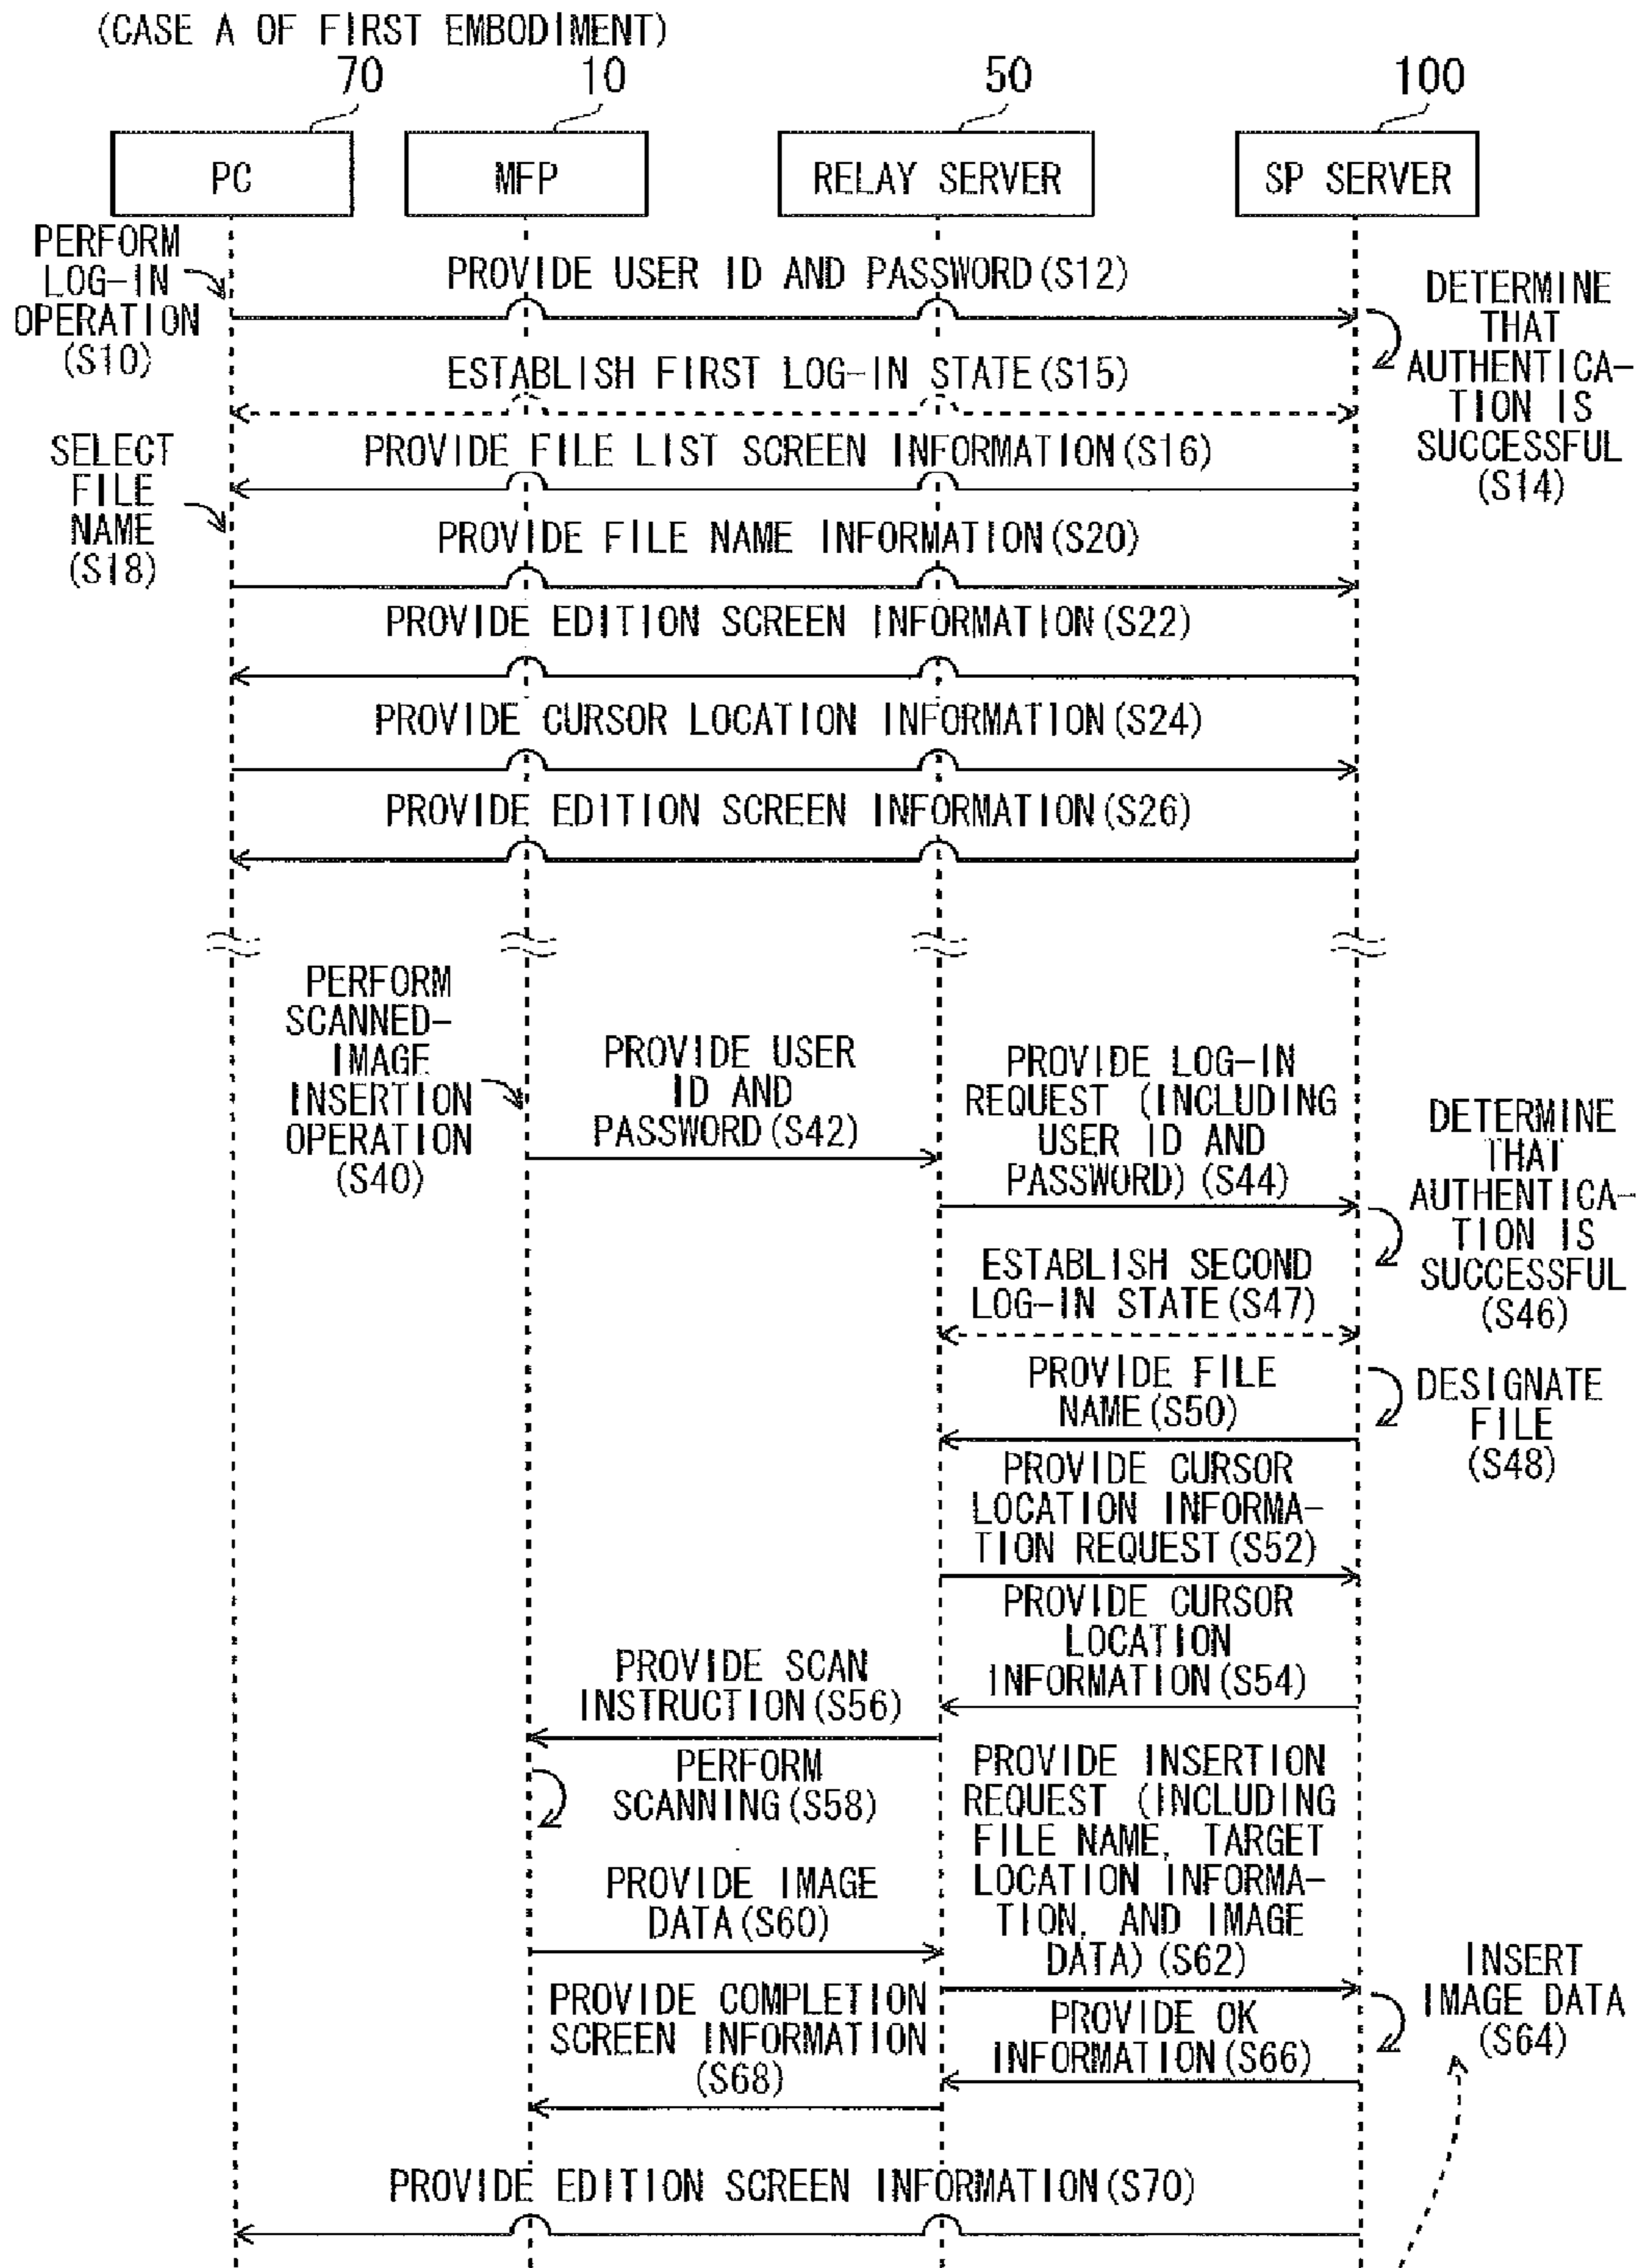 (CASE A OF FIRST EMBODIMENT)
70
10
50
100
PC
MFP
RELAY SERVER
SP SERVER
PERFORM
LOG-IN
OPERATION
(S10)
PROVIDE USER ID AND PASSWORD(S12)
DETERMINE
THAT
AUTHENTICA-
TION IS
SUCCESSFUL
(S14)
ESTABLISH FIRST LOG-IN STATE(S15)
PROVIDE FILE LIST SCREEN INFORMATION(S16)
SELECT
FILE
NAME
(S18)
PROVIDE FILE NAME INFORMATION(S20)
PROVIDE EDITION SCREEN INFORMATION(S22)
PROVIDE CURSOR LOCATION INFORMATION(S24)
PROVIDE EDITION SCREEN INFORMATION(S26)
PERFORM
SCANNED-
IMAGE
INSERTION
OPERATION
(S40)
PROVIDE USER
ID AND
PASSWORD(S42)
PROVIDE LOG-IN
REQUEST (INCLUDING
USER ID AND
PASSWORD)(S44)
DETERMINE
THAT
AUTHENTICA-
TION IS
SUCCESSFUL
(S46)
ESTABLISH SECOND
LOG-IN STATE(S47)
DESIGNATE
FILE
(S48)
PROVIDE FILE
NAME(S50)
PROVIDE CURSOR
LOCATION INFORMA-
TION REQUEST(S52)
PROVIDE CURSOR
LOCATION
INFORMATION(S54)
PROVIDE SCAN
INSTRUCTION(S56)
PERFORM
SCANNING(S58)
PROVIDE IMAGE
DATA(S60)
PROVIDE INSERTION
REQUEST (INCLUDING
FILE NAME, TARGET
LOCATION INFORMA-
TION, AND IMAGE
DATA)(S62)
INSERT
IMAGE DATA
(S64)
PROVIDE OK
INFORMATION(S66)
PROVIDE COMPLETION
SCREEN INFORMATION
(S68)
PROVIDE EDITION SCREEN INFORMATION(S70)